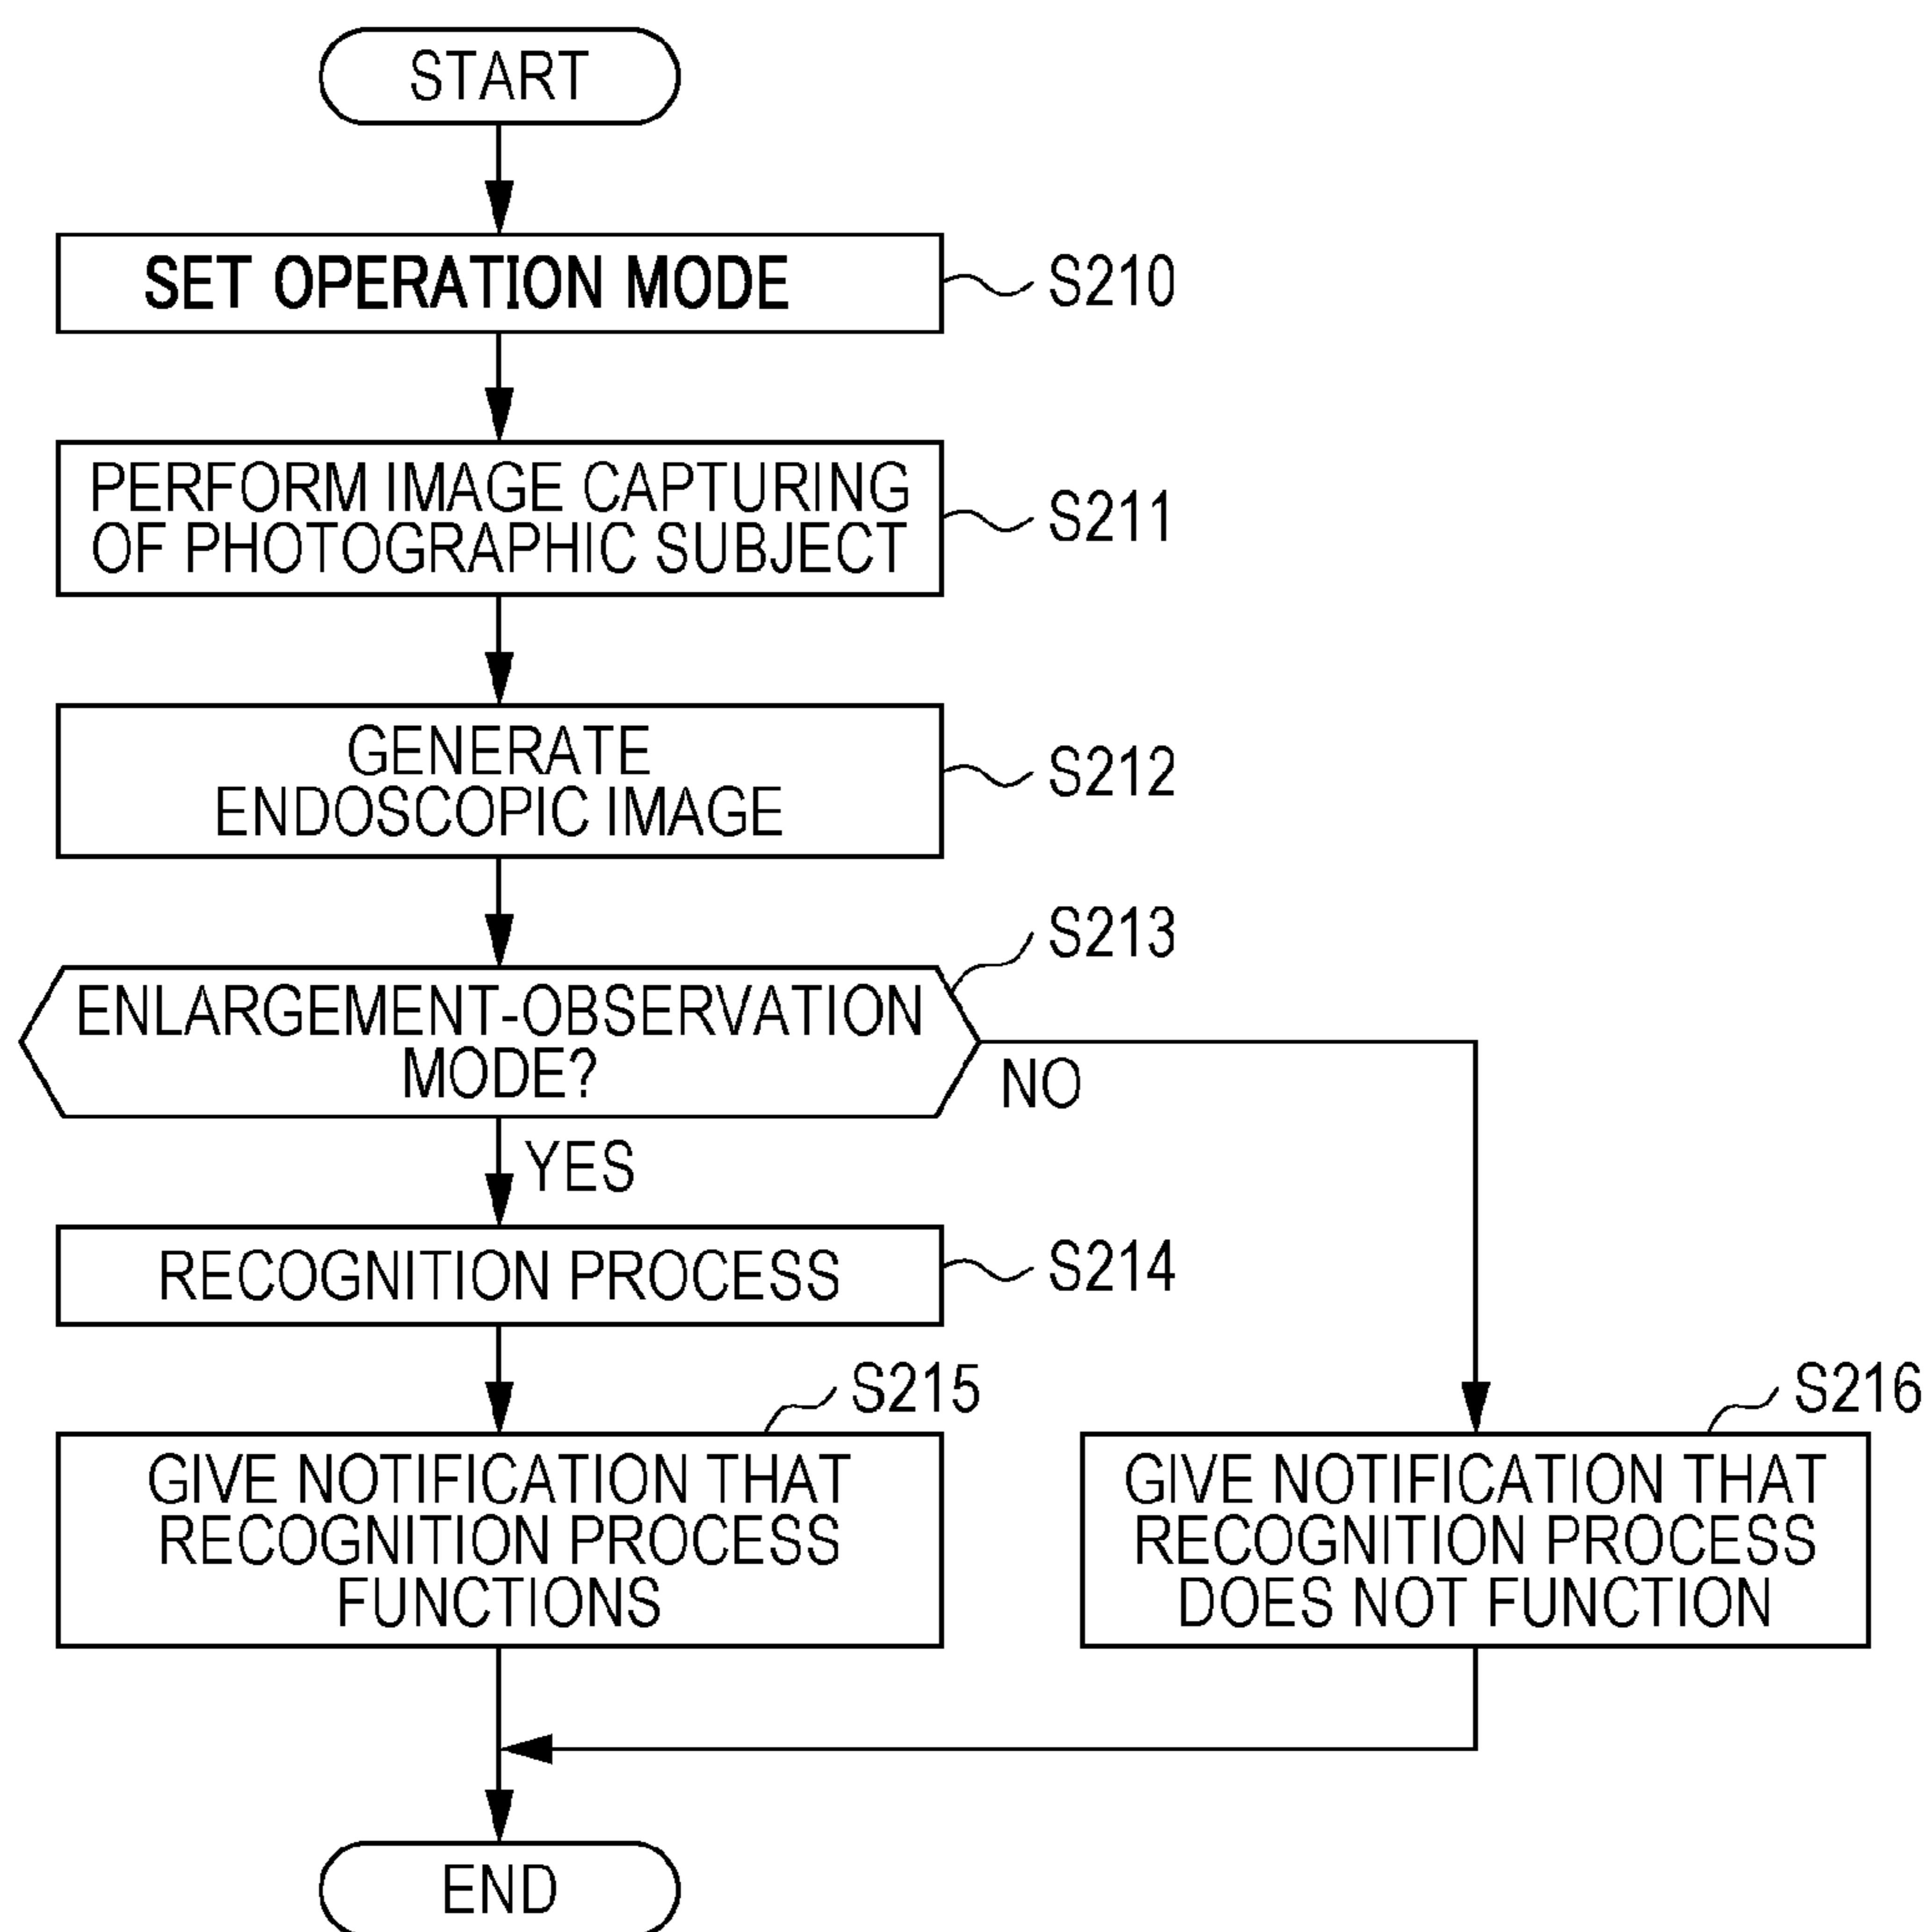 START
SET OPERATION MODE
S210
PERFORM IMAGE CAPTURING
OF PHOTOGRAPHIC SUBJECT
S211
GENERATE
ENDOSCOPIC IMAGE
S212
S213
ENLARGEMENT-OBSERVATION
MODE?
NO
YES
RECOGNITION PROCESS
S214
S215
GIVE NOTIFICATION THAT
RECOGNITION PROCESS
FUNCTIONS
S216
GIVE NOTIFICATION THAT
RECOGNITION PROCESS
DOES NOT FUNCTION
END